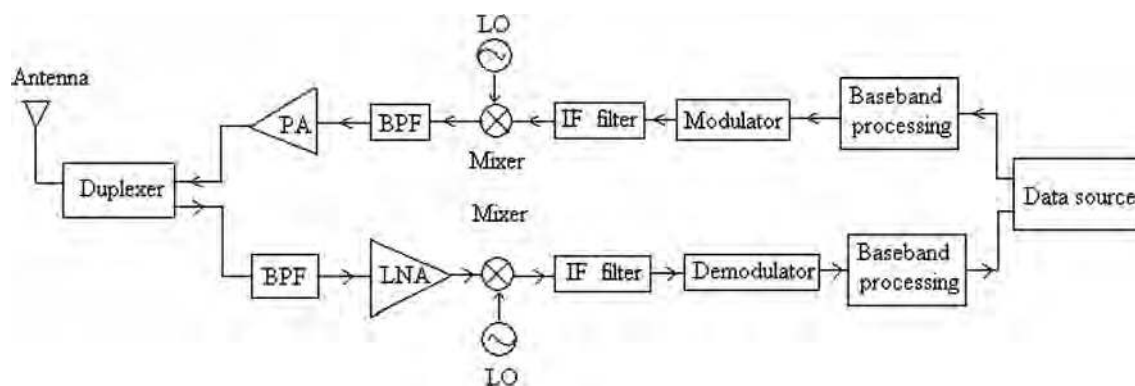 LO
Antenna
PA
BPF
IF filter
Modulator
Baseband
processing
Mixer
Duplexer
Data source
Mixer
BPF
LNA
IF filter
Demodulator
Baseband
processing
LO